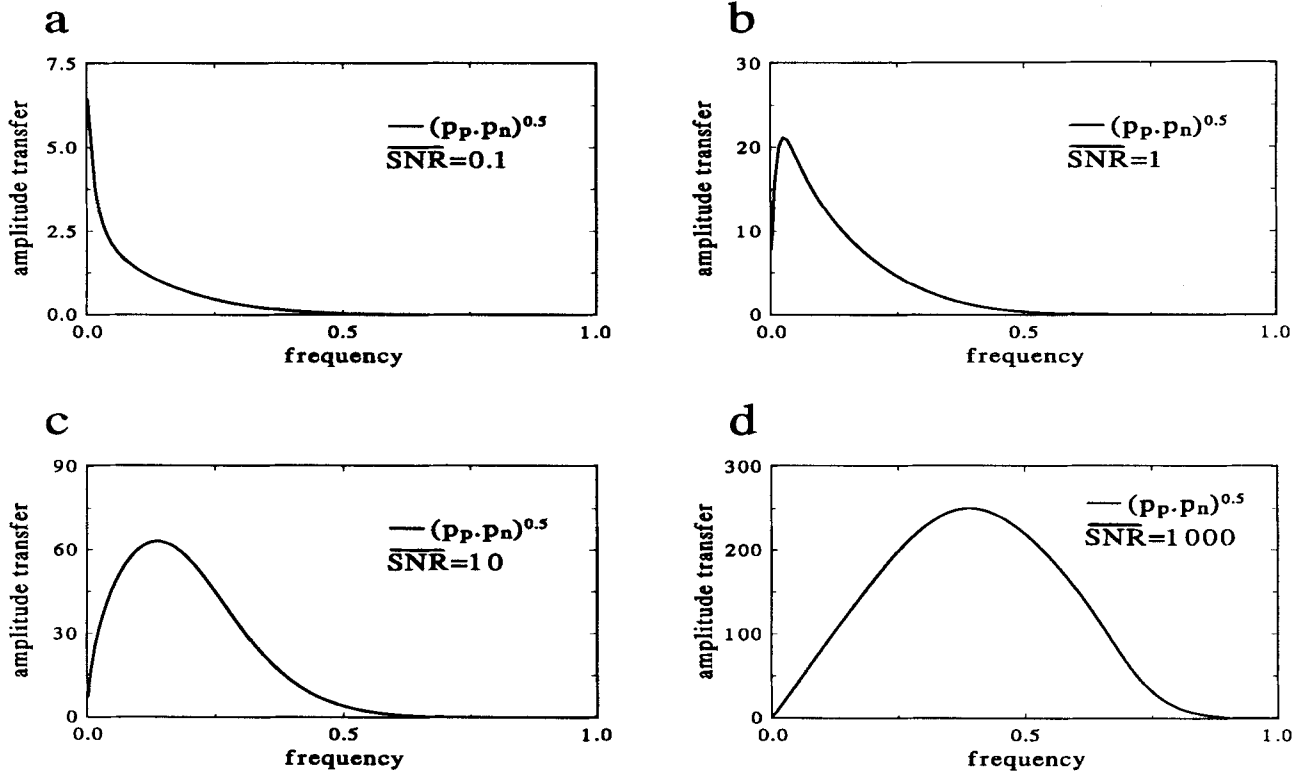 a
7.5
5.0
2.5
0.0
amplitude transfer
(pp.pn)0.5
SNR=0.1
0.0 0.5 1.0
frequency
b
30
20
10
0
amplitude transfer
(pp.pn)0.5
SNR=1
0.0 0.5 1.0
frequency
c
90
60
30
0
amplitude transfer
(pp.pn)0.5
SNR=10
0.0 0.5 1.0
frequency
d
300
200
100
0
amplitude transfer
(pp.pn)0.5
SNR=1000
0.0 0.5 1.0
frequency